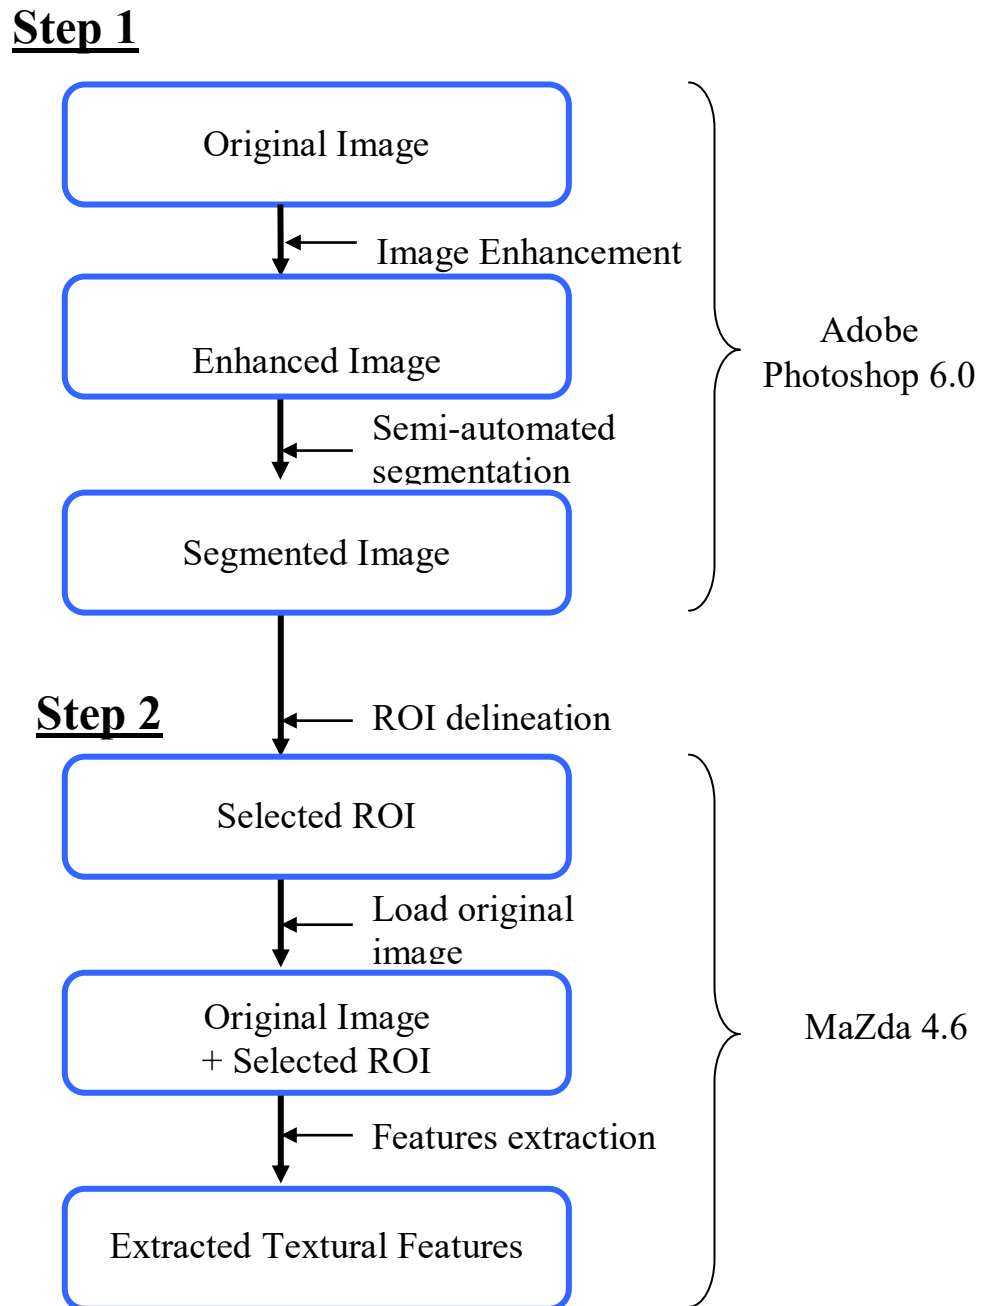 Step 1
Original Image
Image Enhancement
Enhanced Image
Adobe
Photoshop 6.0
Semi-automated
segmentation
Segmented Image
Step 2
ROI delineation
Selected ROI
Load original
image
Original Image
+ Selected ROI
MaZda 4.6
Features extraction
Extracted Textural Features